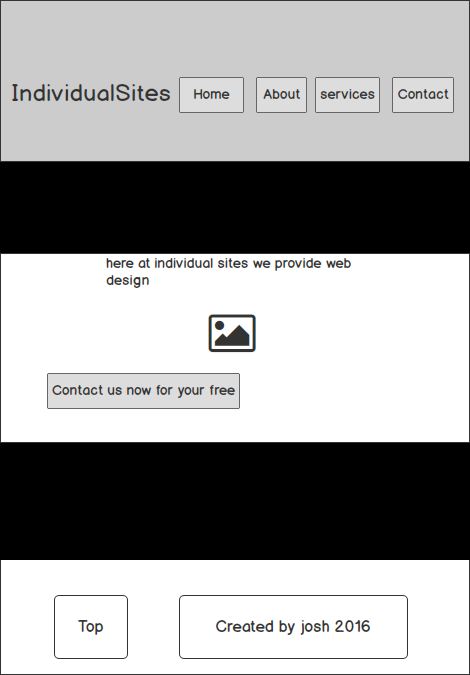 IndividualSites Home About services Contact
here at individual sites we provide web
design
Contact us now for your free
Top Created by josh 2016